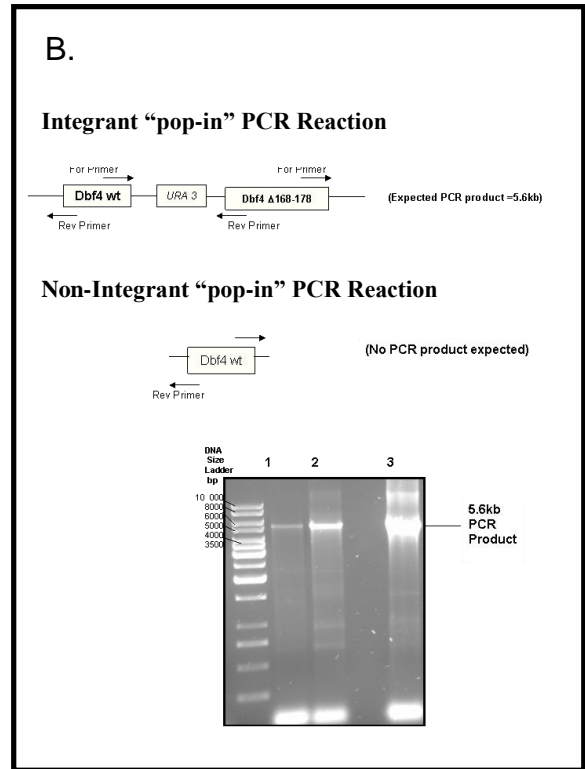 B.
Integrant “pop-in” PCR Reaction
For Primer For Primer
Dbf4 wt URA 3 Dbf4 Δ168-178 (Expected PCR product =5.6kb)
Rev Primer Rev Primer
Non-Integrant “pop-in” PCR Reaction
Dbf4 wt (No PCR product expected)
Rev Primer
DNA
Size
Ladder
bp
1 2 3
10 000
8000
6000
5000
4000
3500
5.6kb
PCR
Product